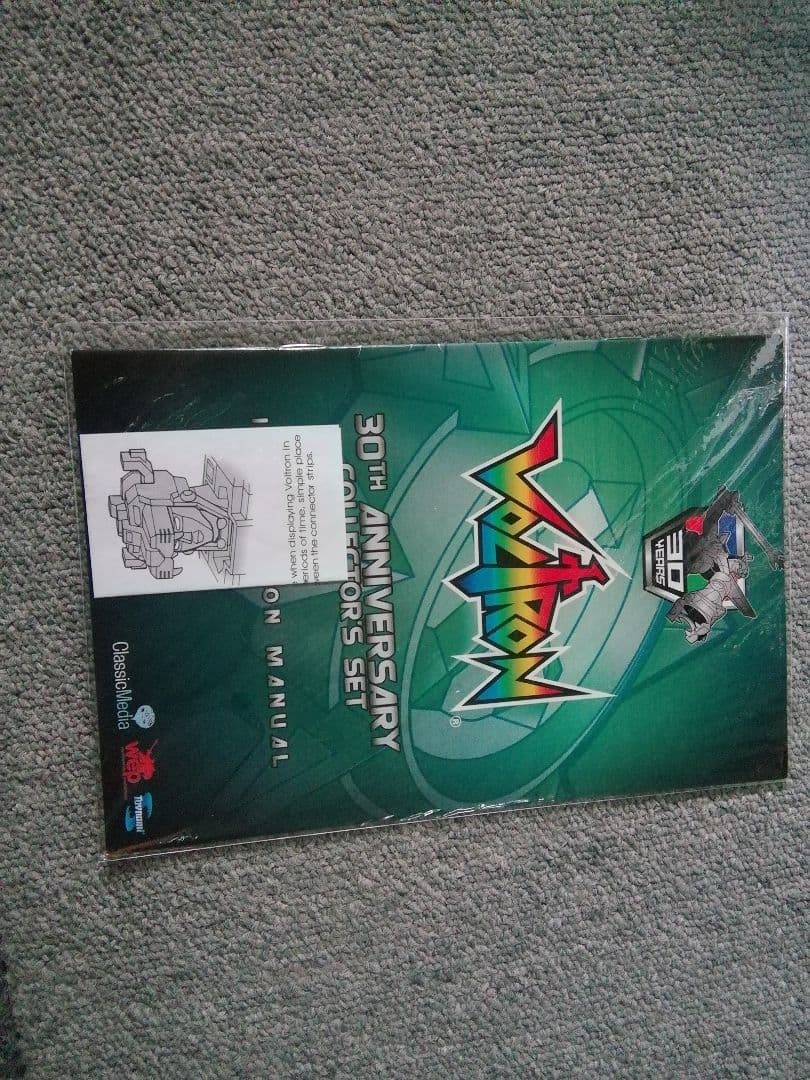 30
YEARS
VOLTRON
®
30TH ANNIVERSARY
COLLECTOR'S SET
ON MANUAL
when displaying Voltron in
eriods of time, simple place
ween the connector strips.
ClassicMedia
WEP
TOYNAMI